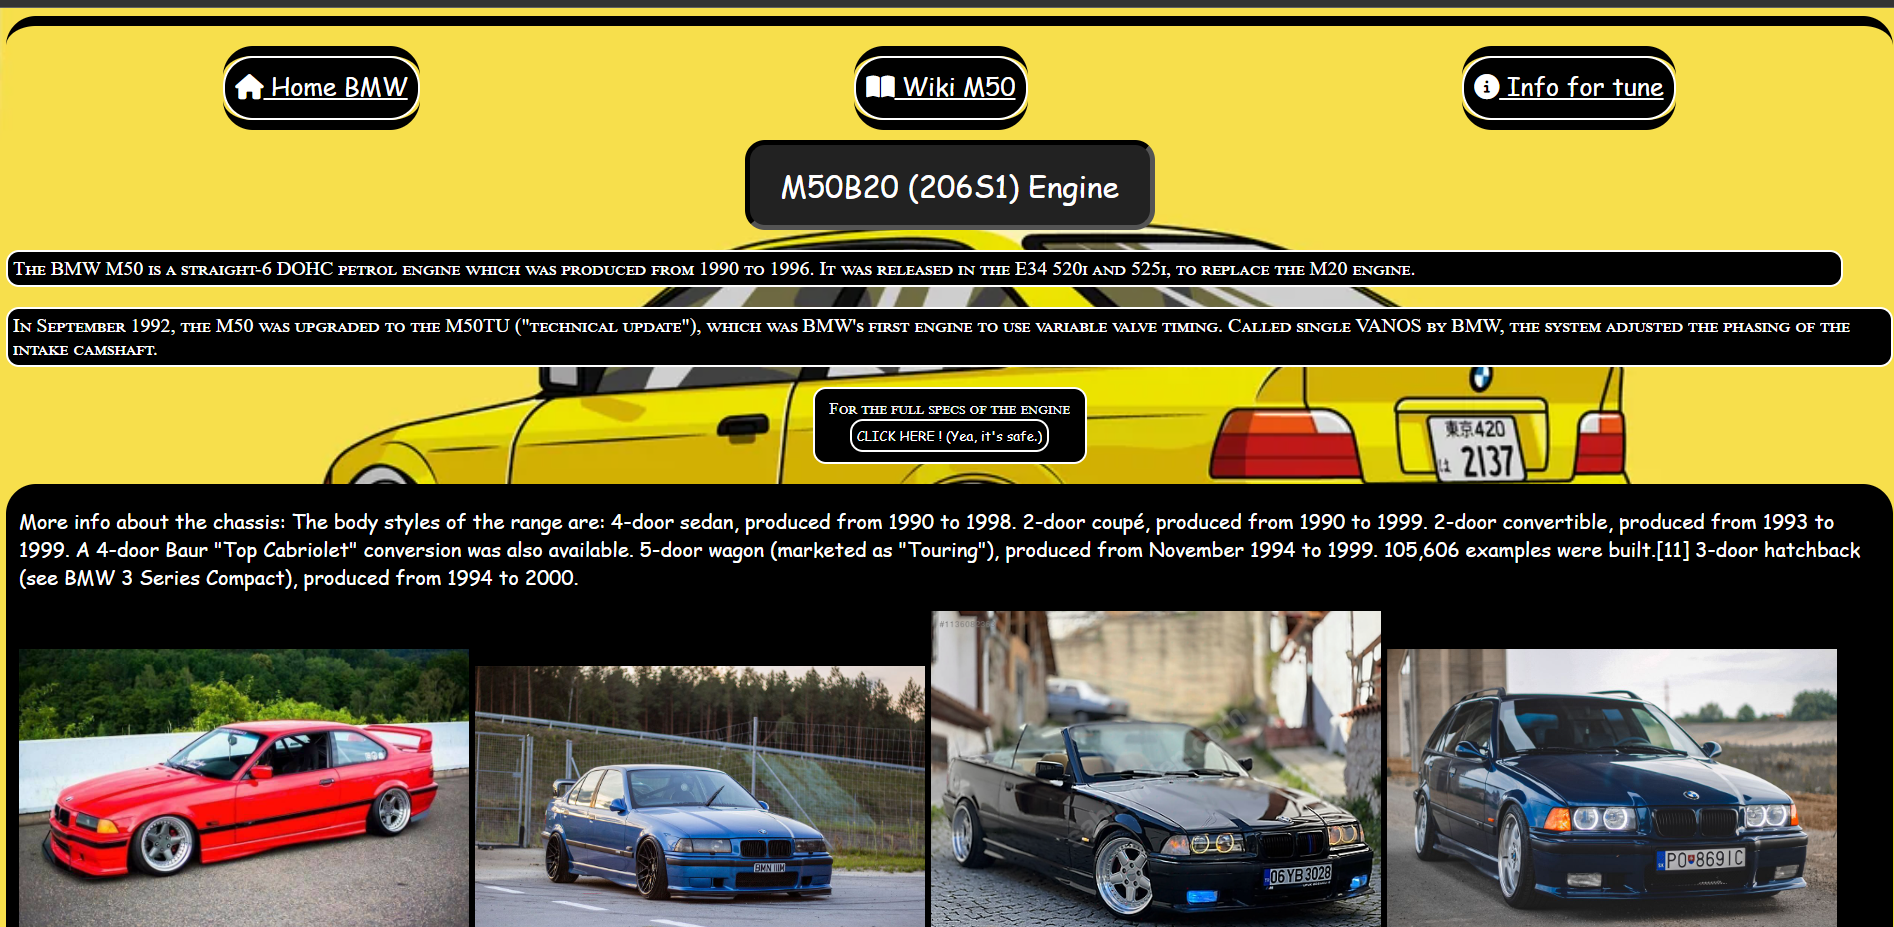 Home BMW
Wiki M50
Info for tune
M50B20 (206S1) Engine
The BMW M50 is a straight-6 DOHC petrol engine which was produced from 1990 to 1996. It was released in the E34 520i and 525i, to replace the M20 engine.
In September 1992, the M50 was upgraded to the M50TU ("technical update"), which was BMW's first engine to use variable valve timing. Called single VANOS by BMW, the system adjusted the phasing of the
intake camshaft.
For the full specs of the engine
CLICK HERE ! (Yea, it's safe.)
東京420
は 2137
More info about the chassis: The body styles of the range are: 4-door sedan, produced from 1990 to 1998. 2-door coupé, produced from 1990 to 1999. 2-door convertible, produced from 1993 to
1999. A 4-door Baur "Top Cabriolet" conversion was also available. 5-door wagon (marketed as "Touring"), produced from November 1994 to 1999. 105,606 examples were built.[11] 3-door hatchback
(see BMW 3 Series Compact), produced from 1994 to 2000.
06 YB 3028
PO 869IC